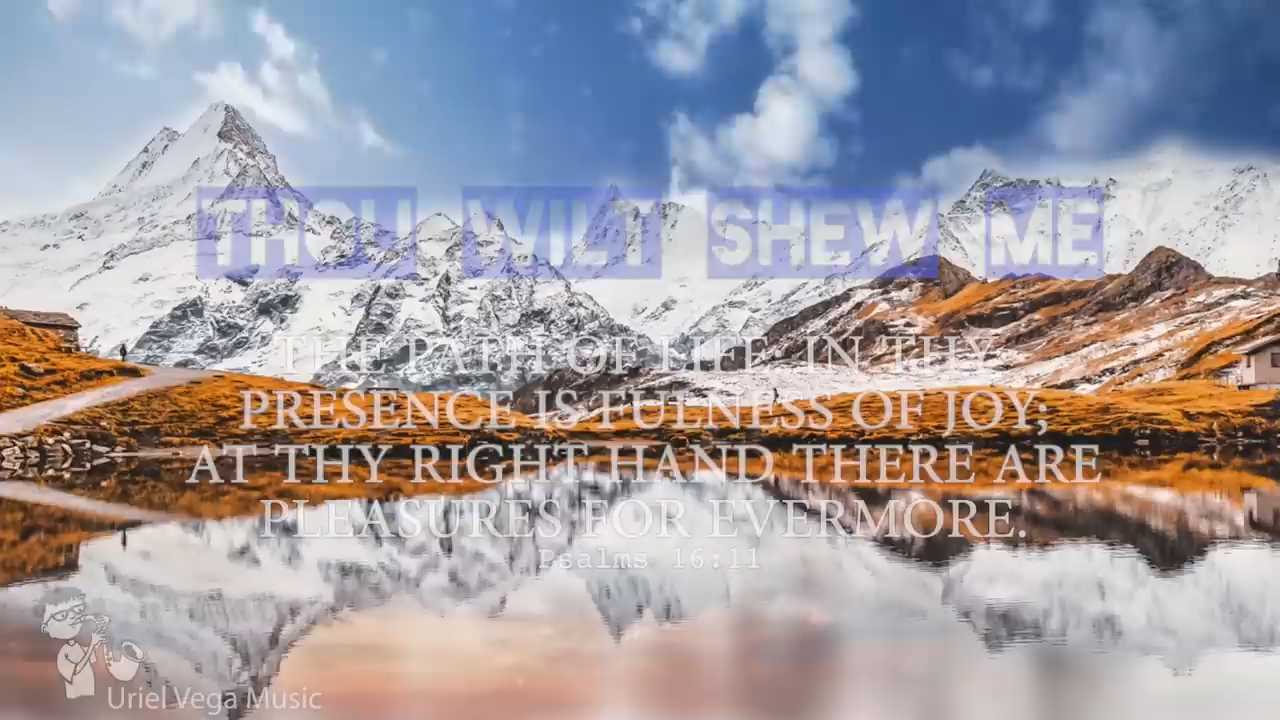 THOU WILT SHEW ME
THE PATH OF LIFE, IN THY
PRESENCE IS FULNESS OF JOY;
AT THY RIGHT HAND THERE ARE
PLEASURES FOR EVERMORE.
Psalms 16:11
Uriel Vega Music